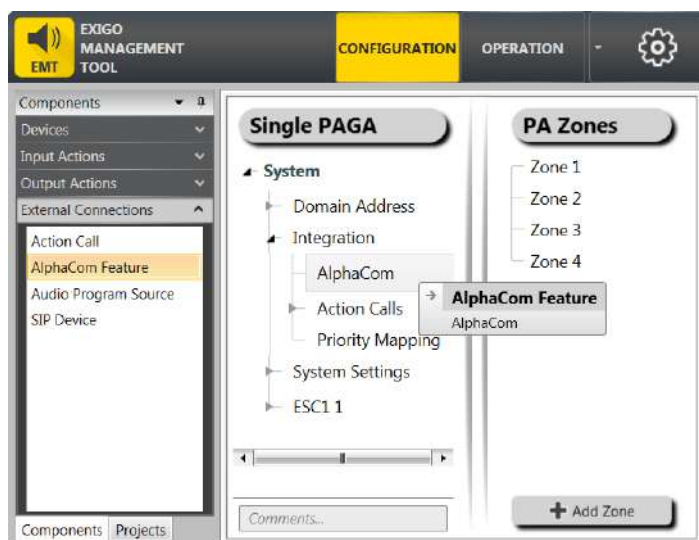 EXIGO
MANAGEMENT
TOOL
EMT
CONFIGURATION
OPERATION
Components
Devices
Input Actions
Output Actions
External Connections
Action Call
AlphaCom Feature
Audio Program Source
SIP Device
Components Projects
Single PAGA
System
Domain Address
Integration
AlphaCom
Action Calls
Priority Mapping
System Settings
ESC1 1
Comments...
AlphaCom Feature
AlphaCom
PA Zones
Zone 1
Zone 2
Zone 3
Zone 4
Add Zone